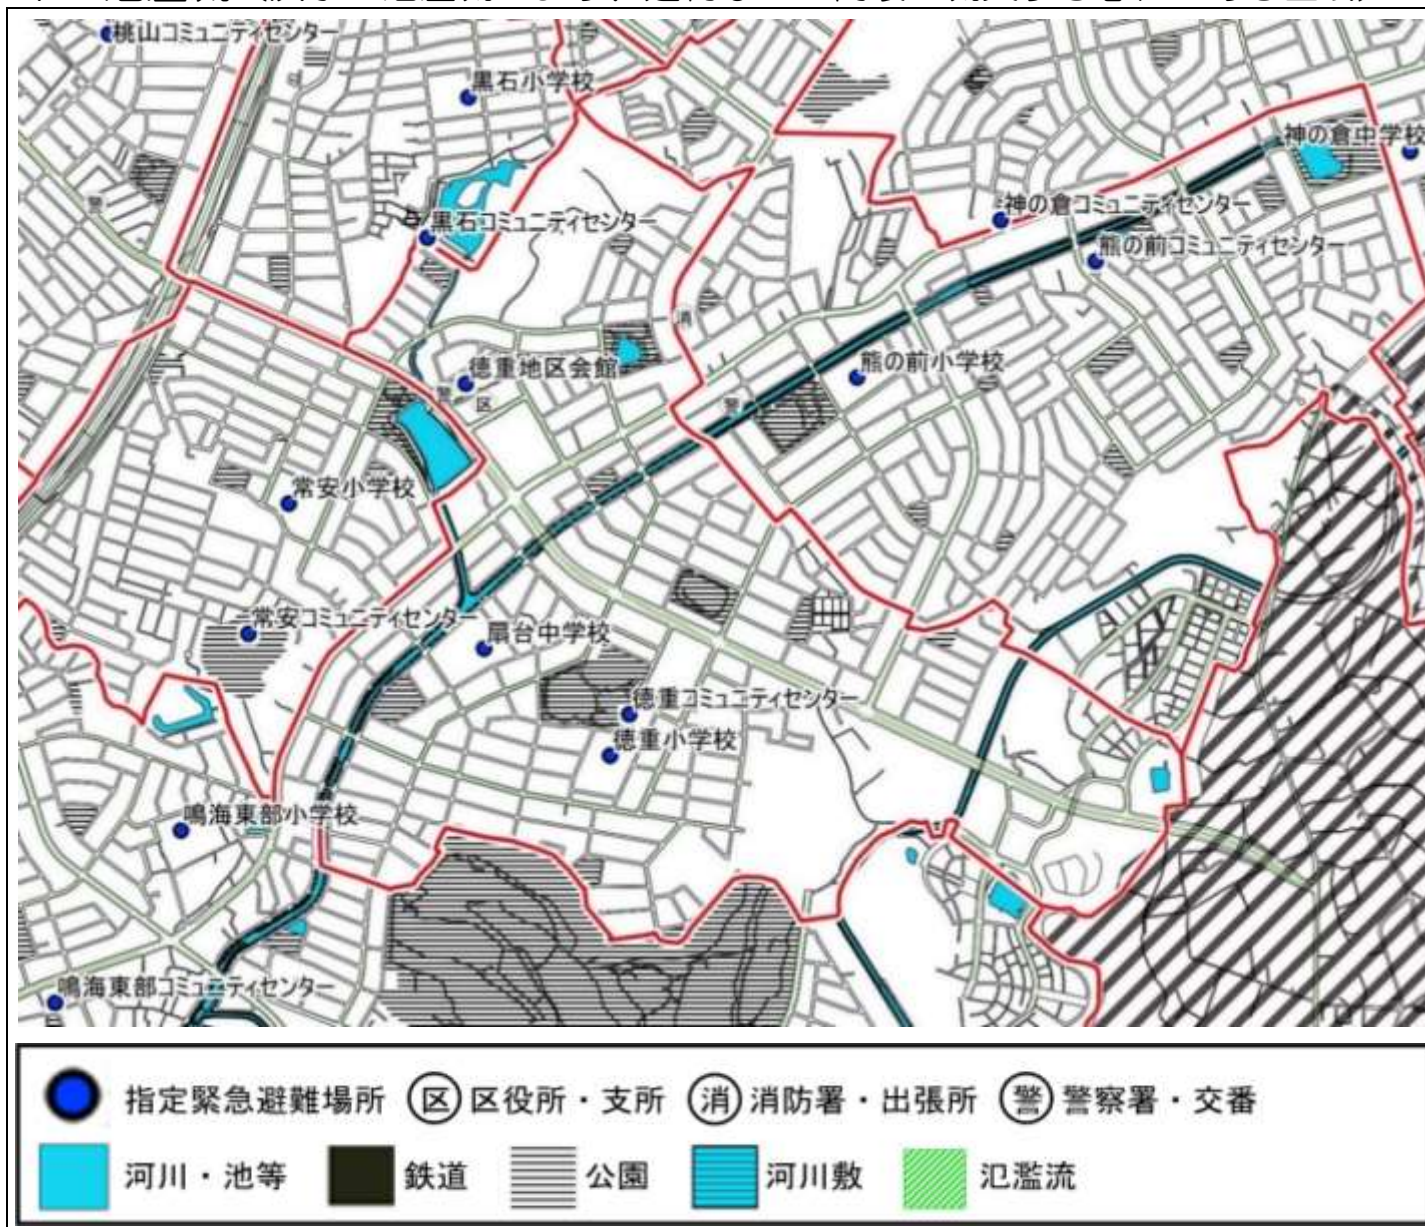 桃山コミュニティセンター
黒石小学校
神の倉中学校
警
神の倉コミュニティセンター
黒石コミュニティセンター
熊の前コミュニティセンター
消
徳重地区会館
熊の前小学校
警
区
警
常安小学校
常安コミュニティセンター
扇台中学校
徳重コミュニティセンター
徳重小学校
鳴海東部小学校
鳴海東部コミュニティセンター
指定緊急避難場所 区 区役所・支所 消 消防署・出張所 警 警察署・交番
河川・池等 鉄道 公園 河川敷 氾濫流